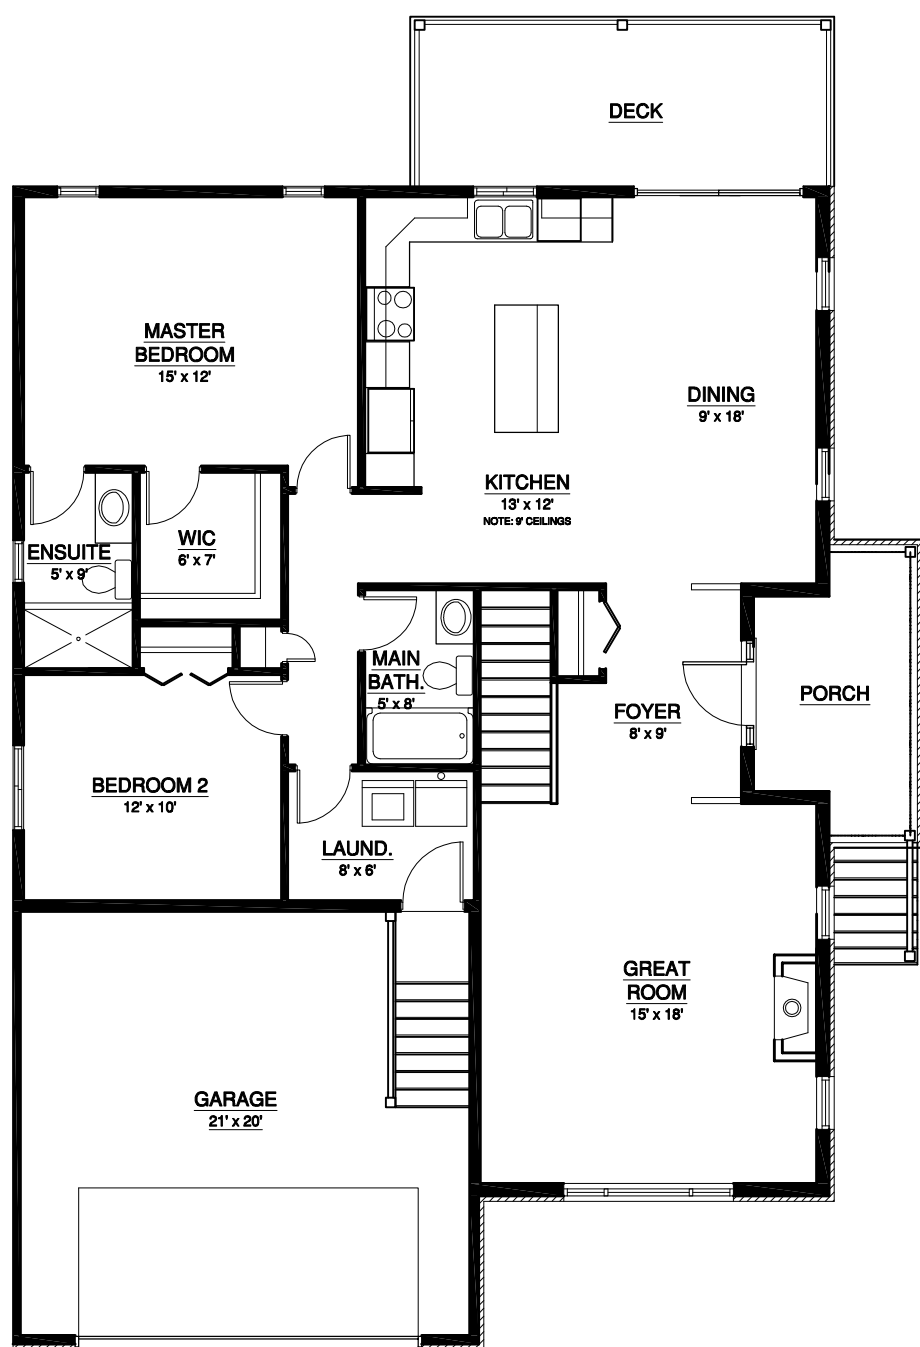 DECK
MASTER
BEDROOM
15' x 12'
DINING
9' x 18'
KITCHEN
13' x 12'
NOTE: 9' CEILINGS
WIC
6' x 7'
ENSUITE
5' x 9'
MAIN
BATH.
5' x 8'
PORCH
FOYER
8' x 9'
BEDROOM 2
12' x 10'
LAUND.
8' x 6'
GREAT
ROOM
15' x 18'
GARAGE
21' x 20'